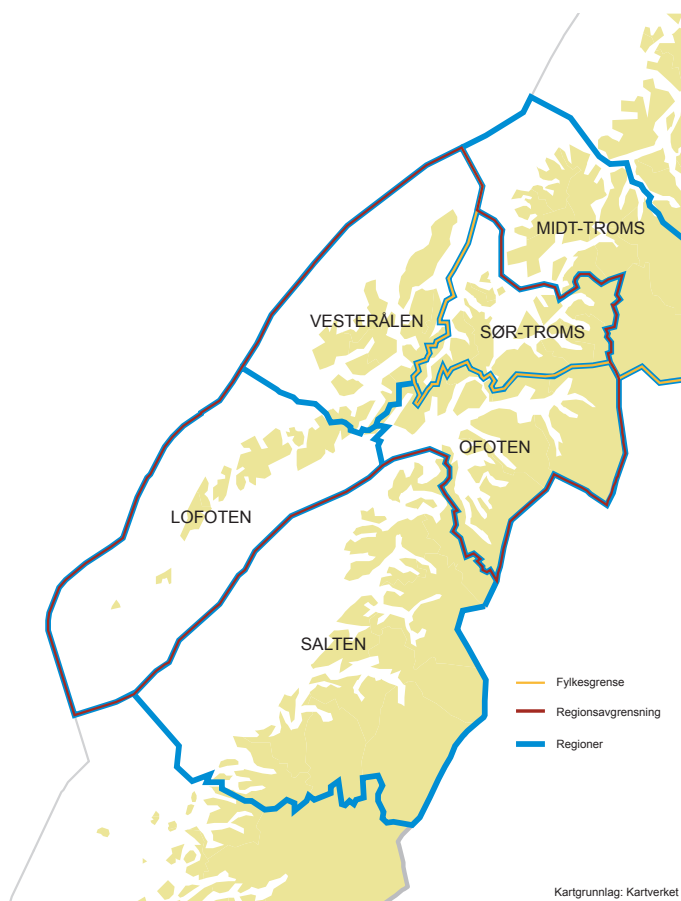 MIDT-TROMS
VESTERÅLEN
SØR-TROMS
OFOTEN
LOFOTEN
SALTEN
Fylkesgrense
Regionsavgrensning
Regioner
Kartgrunnlag: Kartverket